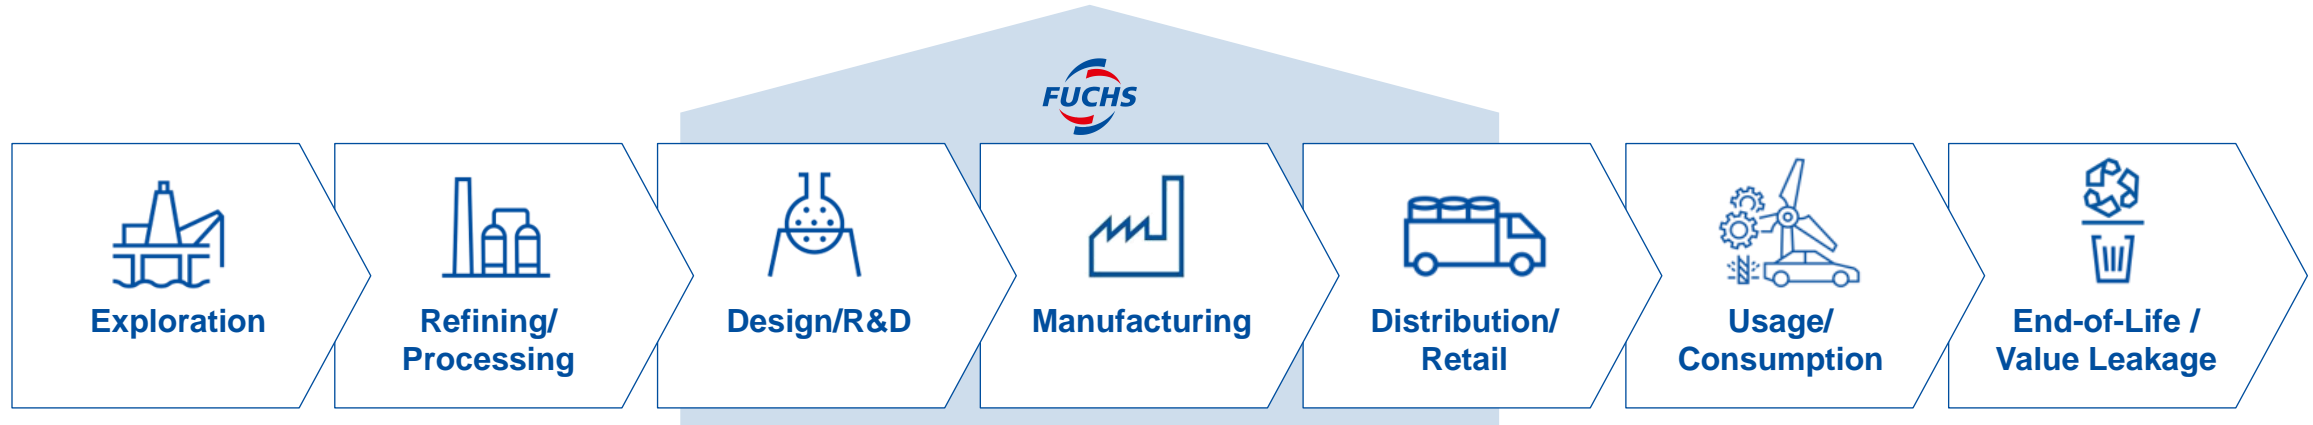 FUCHS
Exploration
Refining/
Processing
Design/R&D
Manufacturing
Distribution/
Retail
Usage/
Consumption
End-of-Life /
Value Leakage